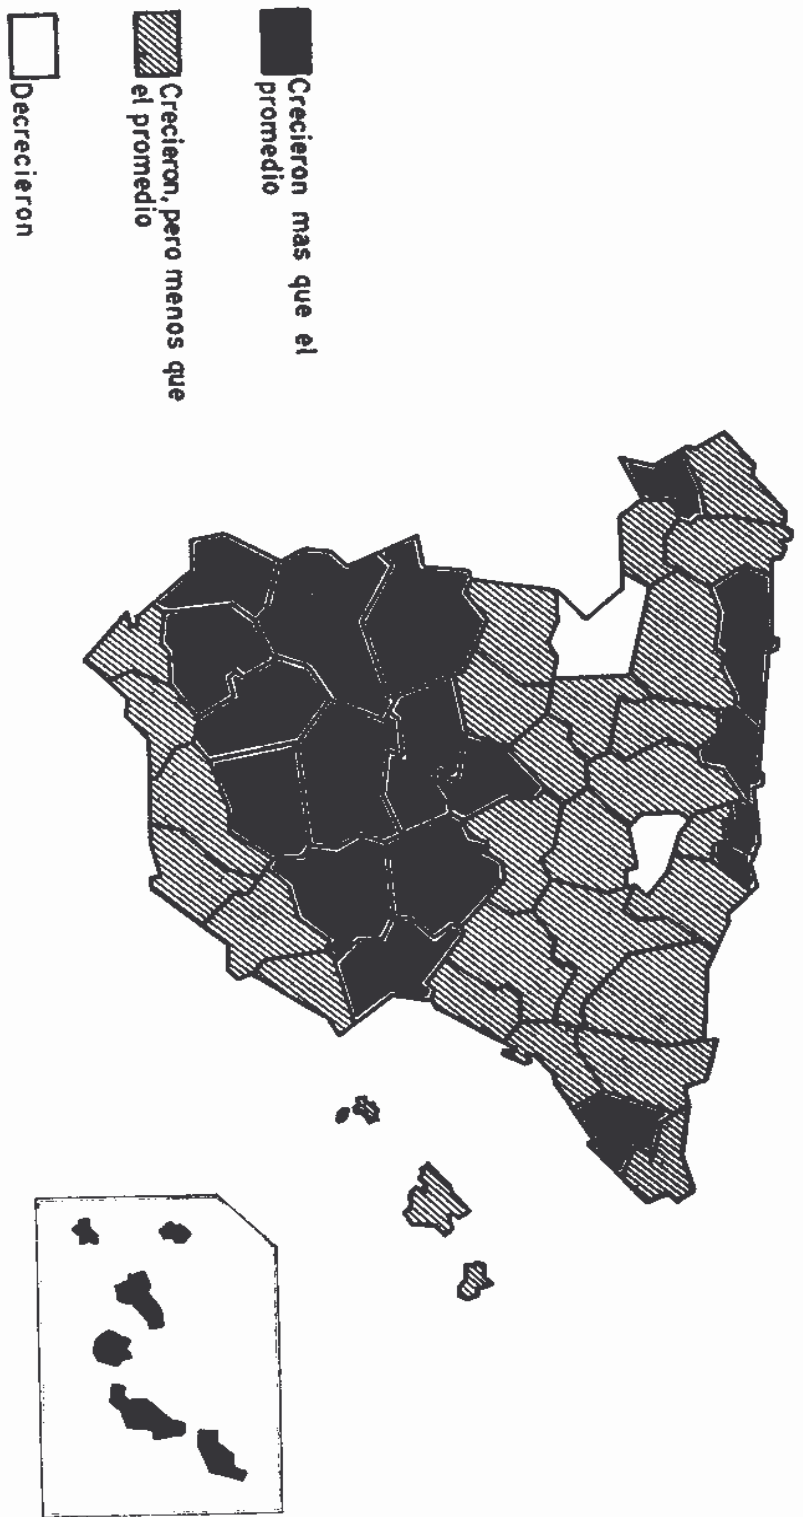 Crecieron mas que el
promedio
Crecieron, pero menos que
el promedio
Decrecieron